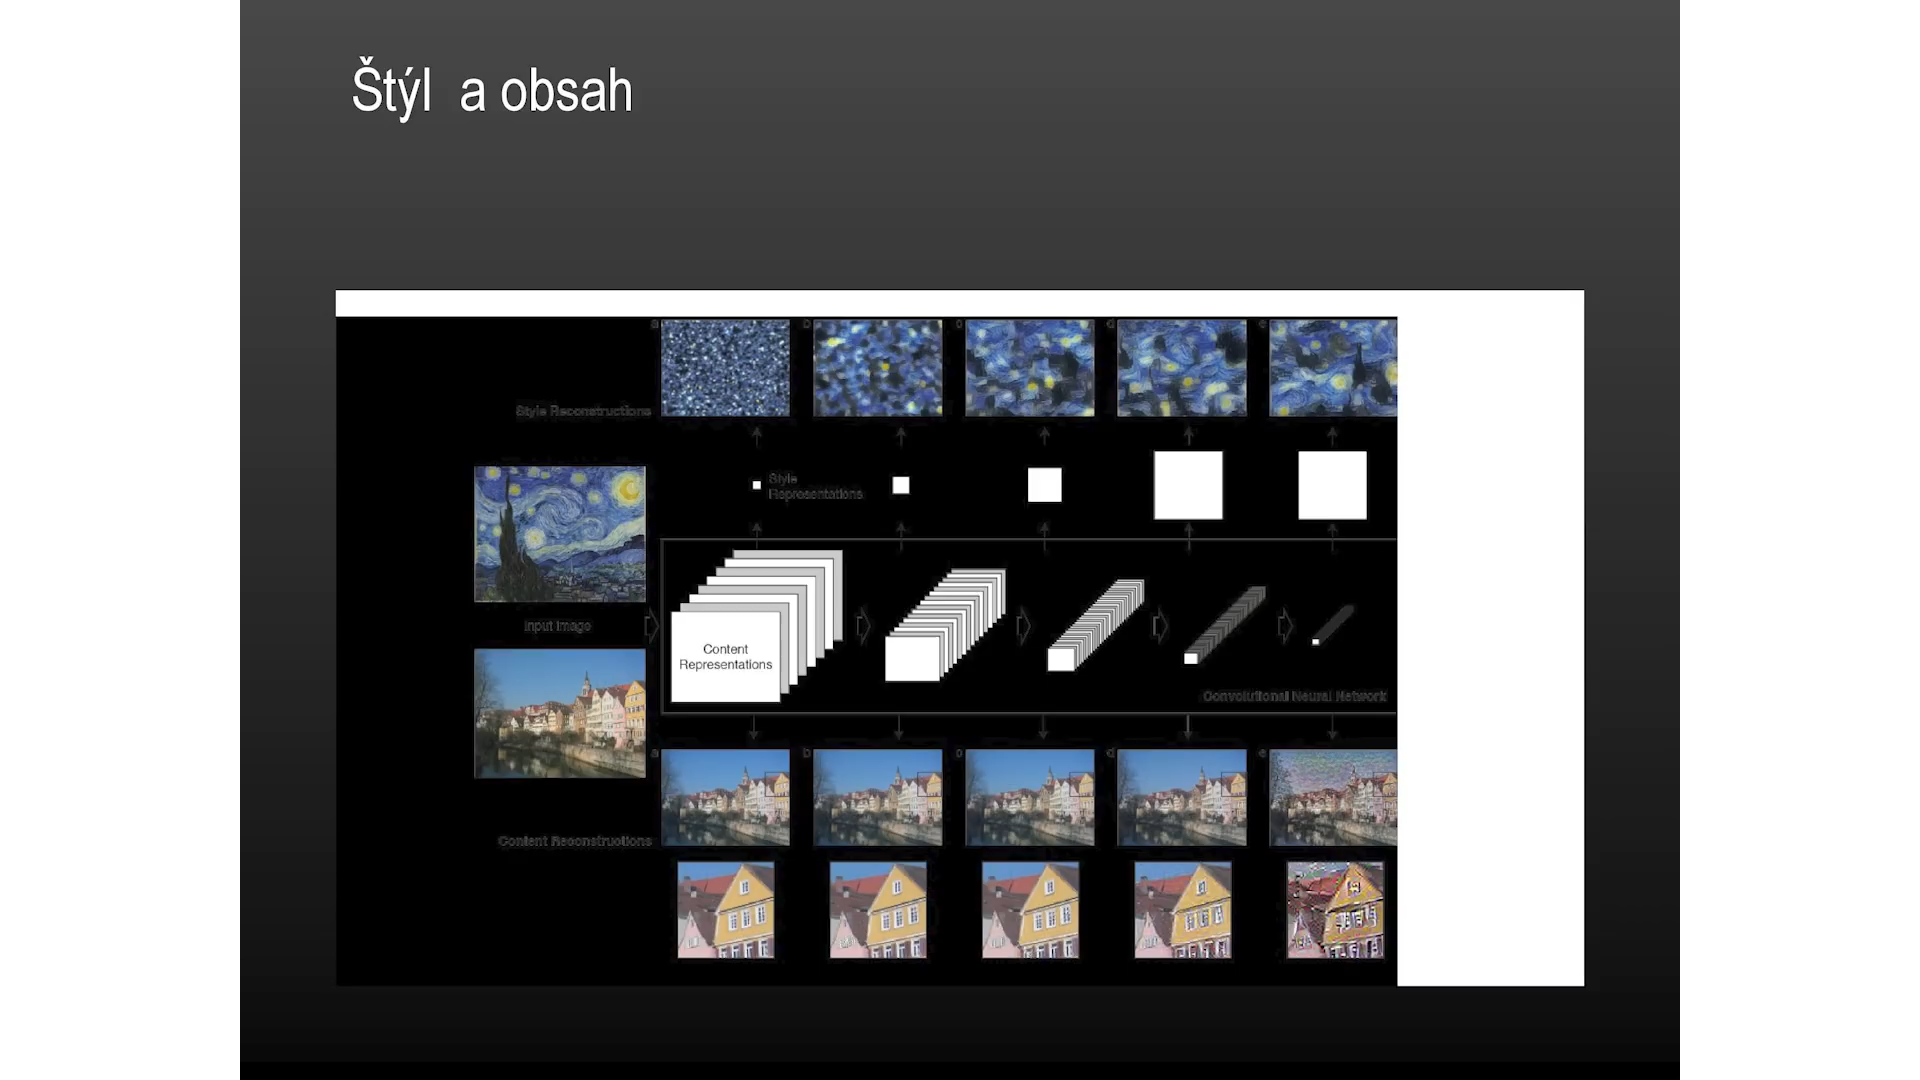 Štýl a obsah
a
b
c
d
e
Style Reconstructions
Style
Representations
Input image
Content
Representations
Convolutional Neural Network
a
b
c
d
e
Content Reconstructions